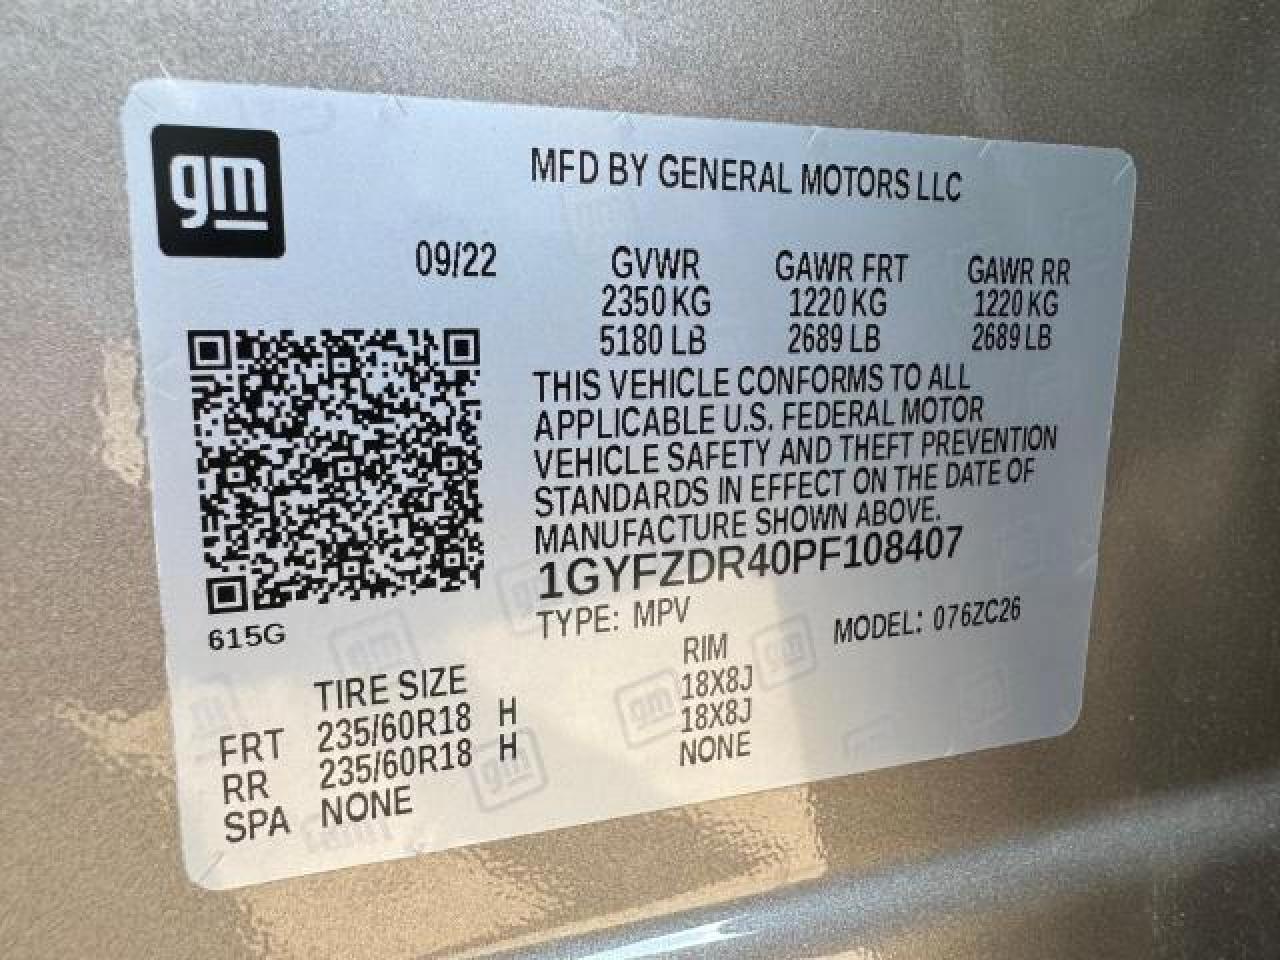 gm
MFD BY GENERAL MOTORS LLC
09/22 GVWR GAWR FRT GAWR RR
2350 KG 1220 KG 1220 KG
5180 LB 2689 LB 2689 LB
THIS VEHICLE CONFORMS TO ALL
APPLICABLE U.S. FEDERAL MOTOR
VEHICLE SAFETY AND THEFT PREVENTION
STANDARDS IN EFFECT ON THE DATE OF
MANUFACTURE SHOWN ABOVE.
1GYFZDR40PF108407
615G
TYPE: MPV MODEL: 076ZC26
TIRE SIZE RIM
FRT 235/60R18 H 18X8J
RR 235/60R18 H 18X8J
SPA NONE NONE